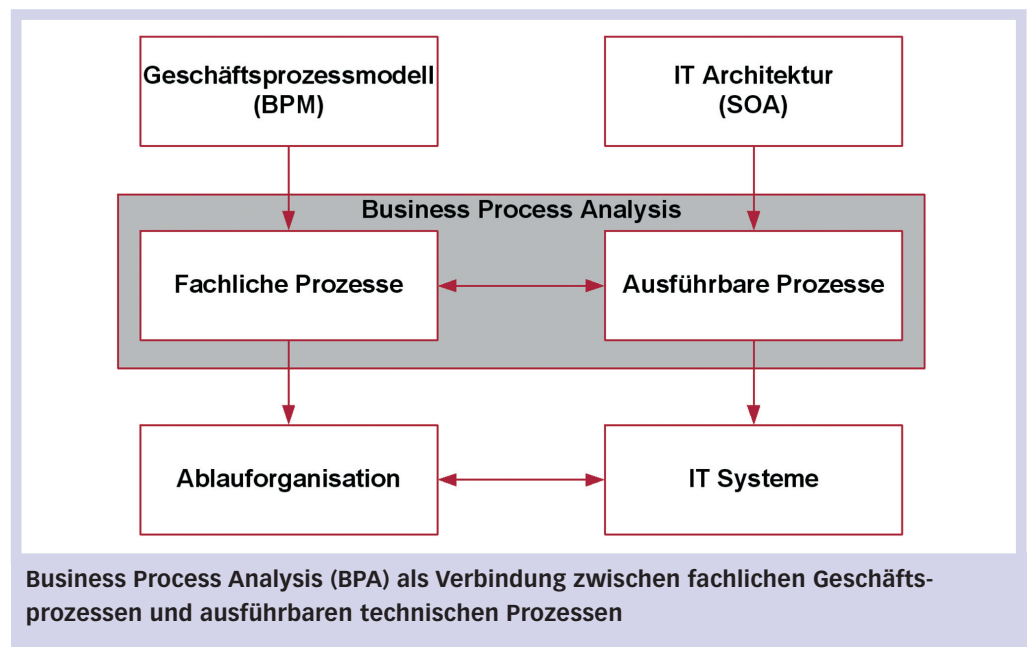 Geschäftsprozessmodell
(BPM)
IT Architektur
(SOA)
Business Process Analysis
Fachliche Prozesse
Ausführbare Prozesse
Ablauforganisation
IT Systeme
Business Process Analysis (BPA) als Verbindung zwischen fachlichen Geschäfts-
prozessen und ausführbaren technischen Prozessen